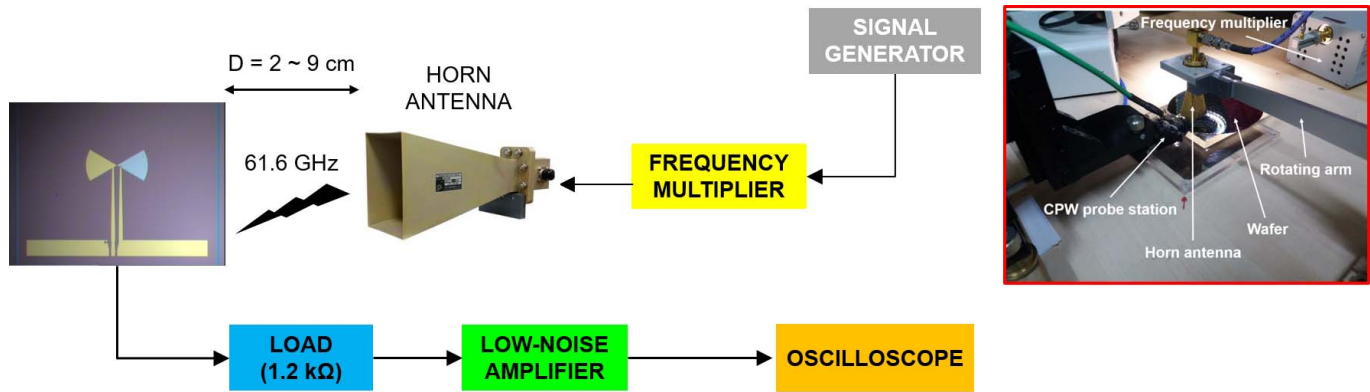 SIGNAL
GENERATOR
D = 2 ~ 9 cm
HORN
ANTENNA
61.6 GHz
FREQUENCY
MULTIPLIER
LOAD
(1.2 kΩ)
LOW-NOISE
AMPLIFIER
OSCILLOSCOPE
Frequency multiplier
Rotating arm
CPW probe station
Wafer
Horn antenna